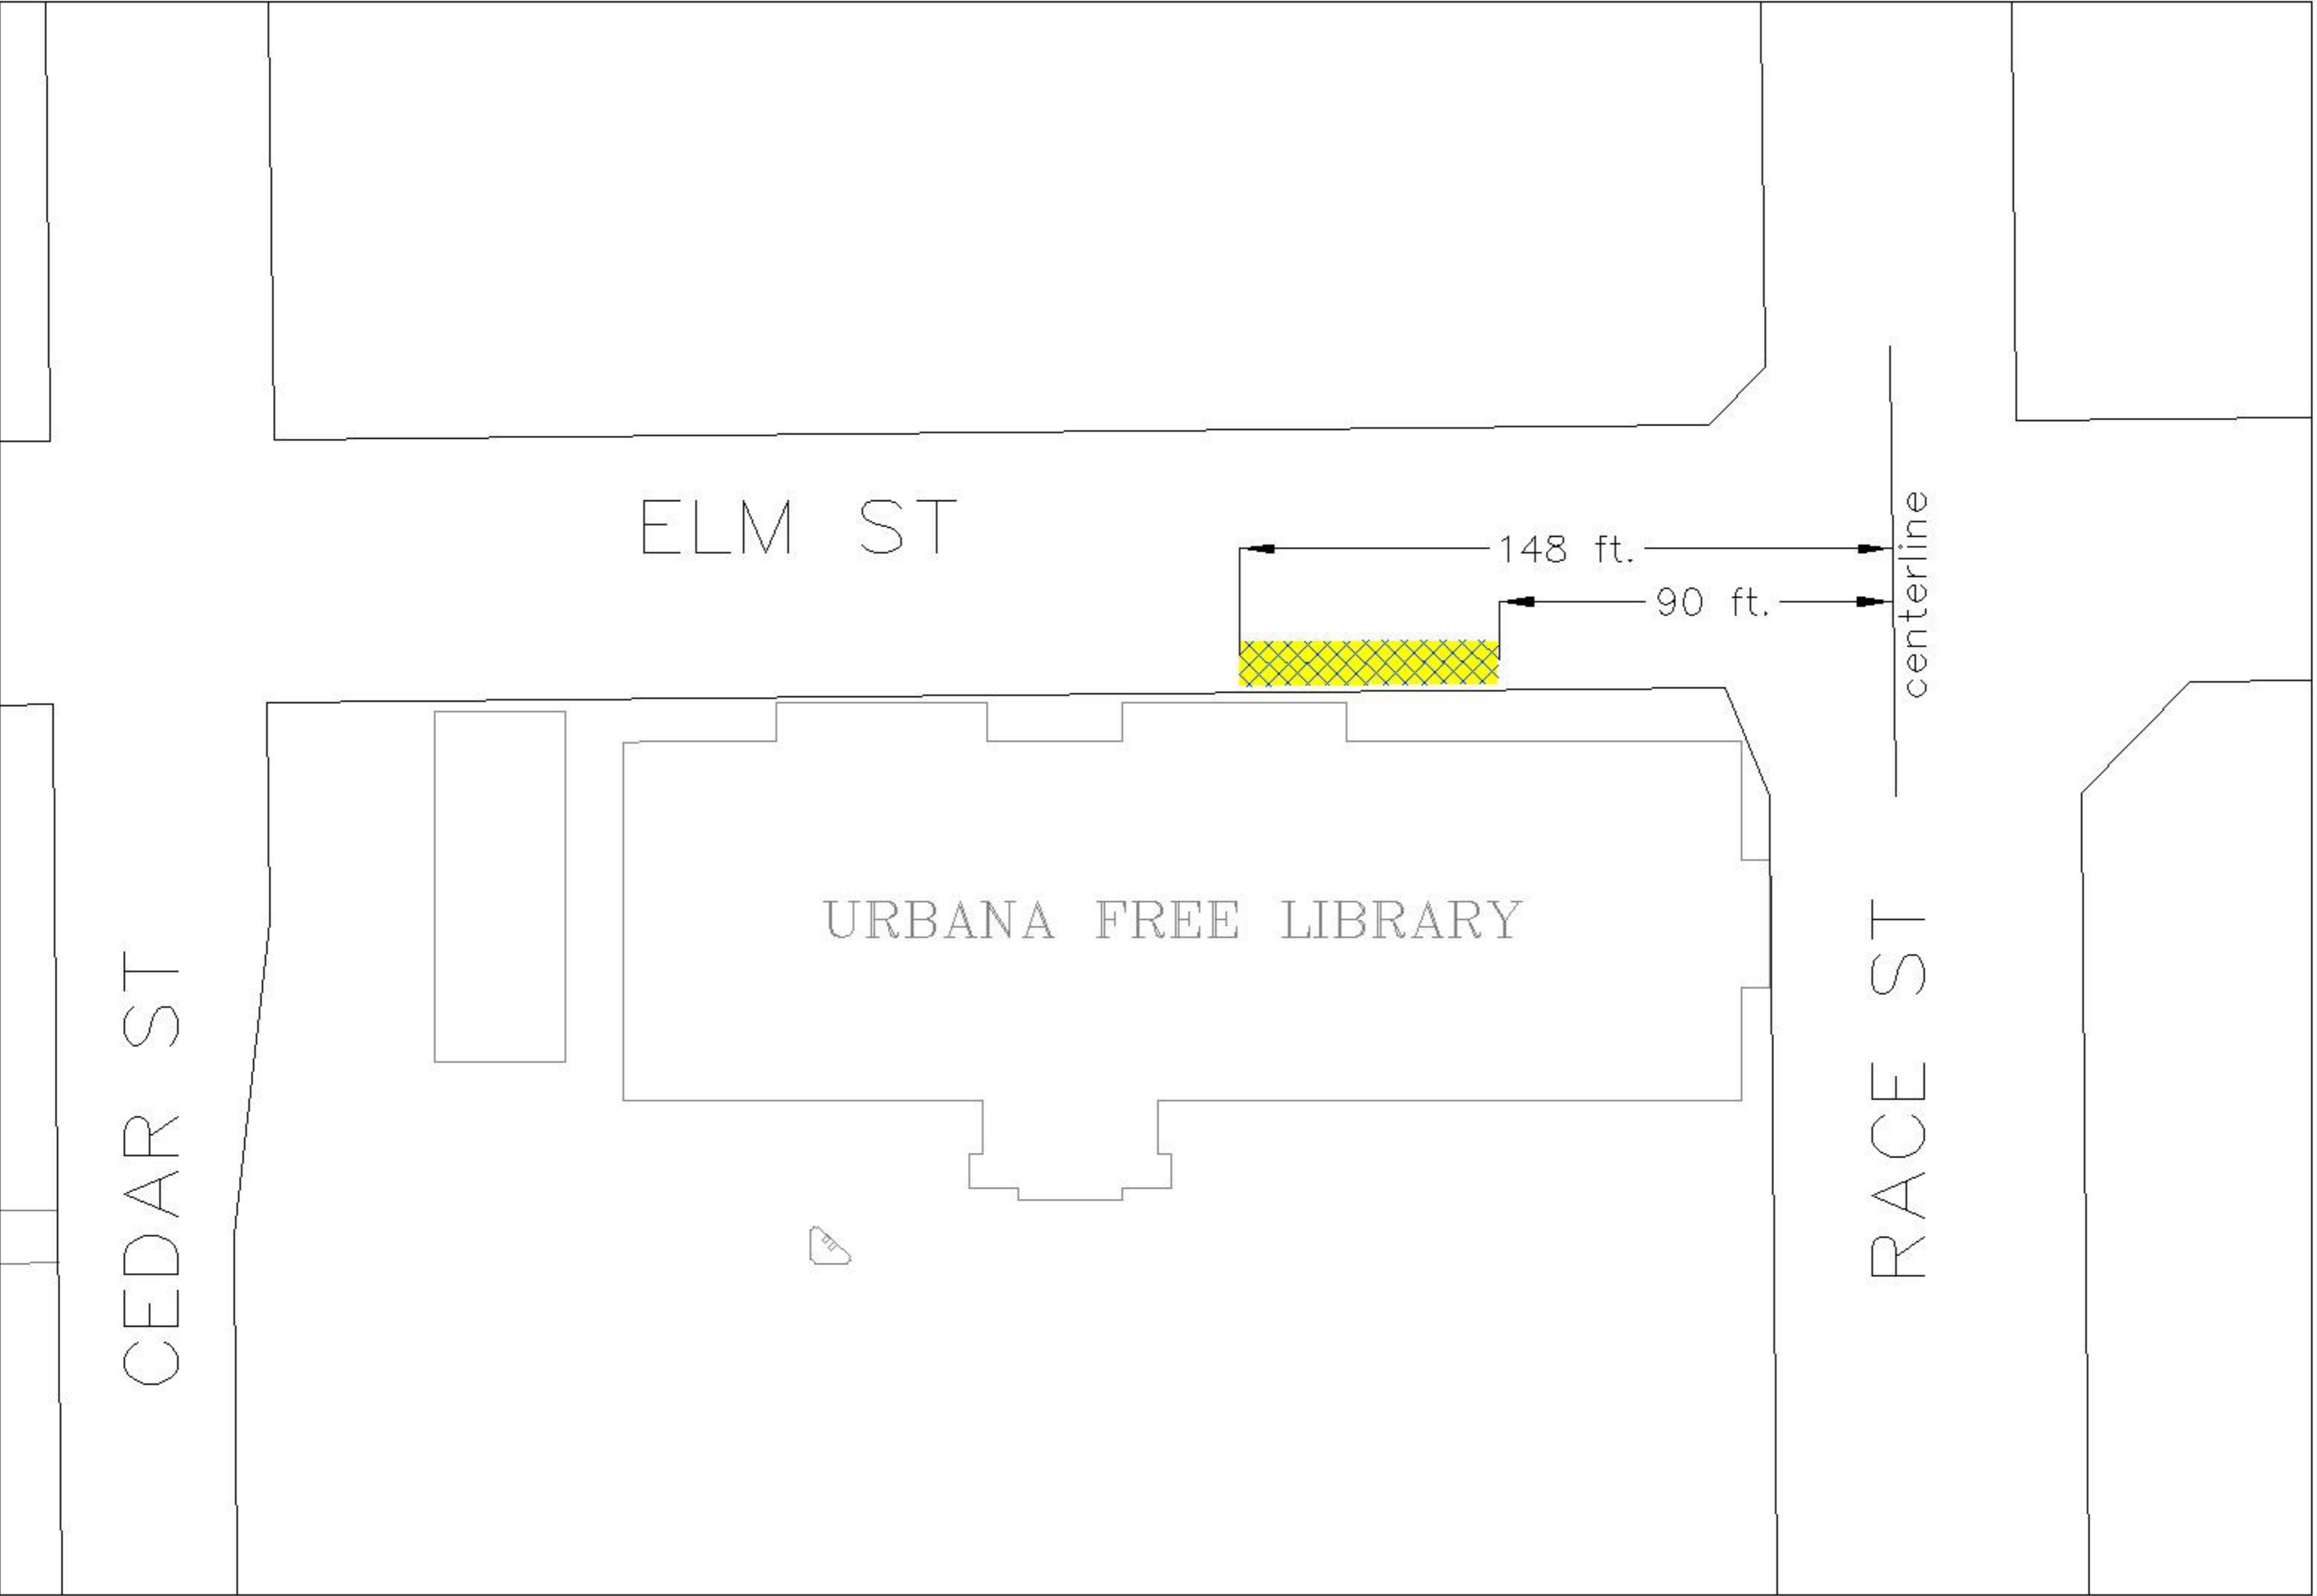 ELM ST
148 ft.
90 ft.
centerline
URBANA FREE LIBRARY
CEDAR ST
RACE ST